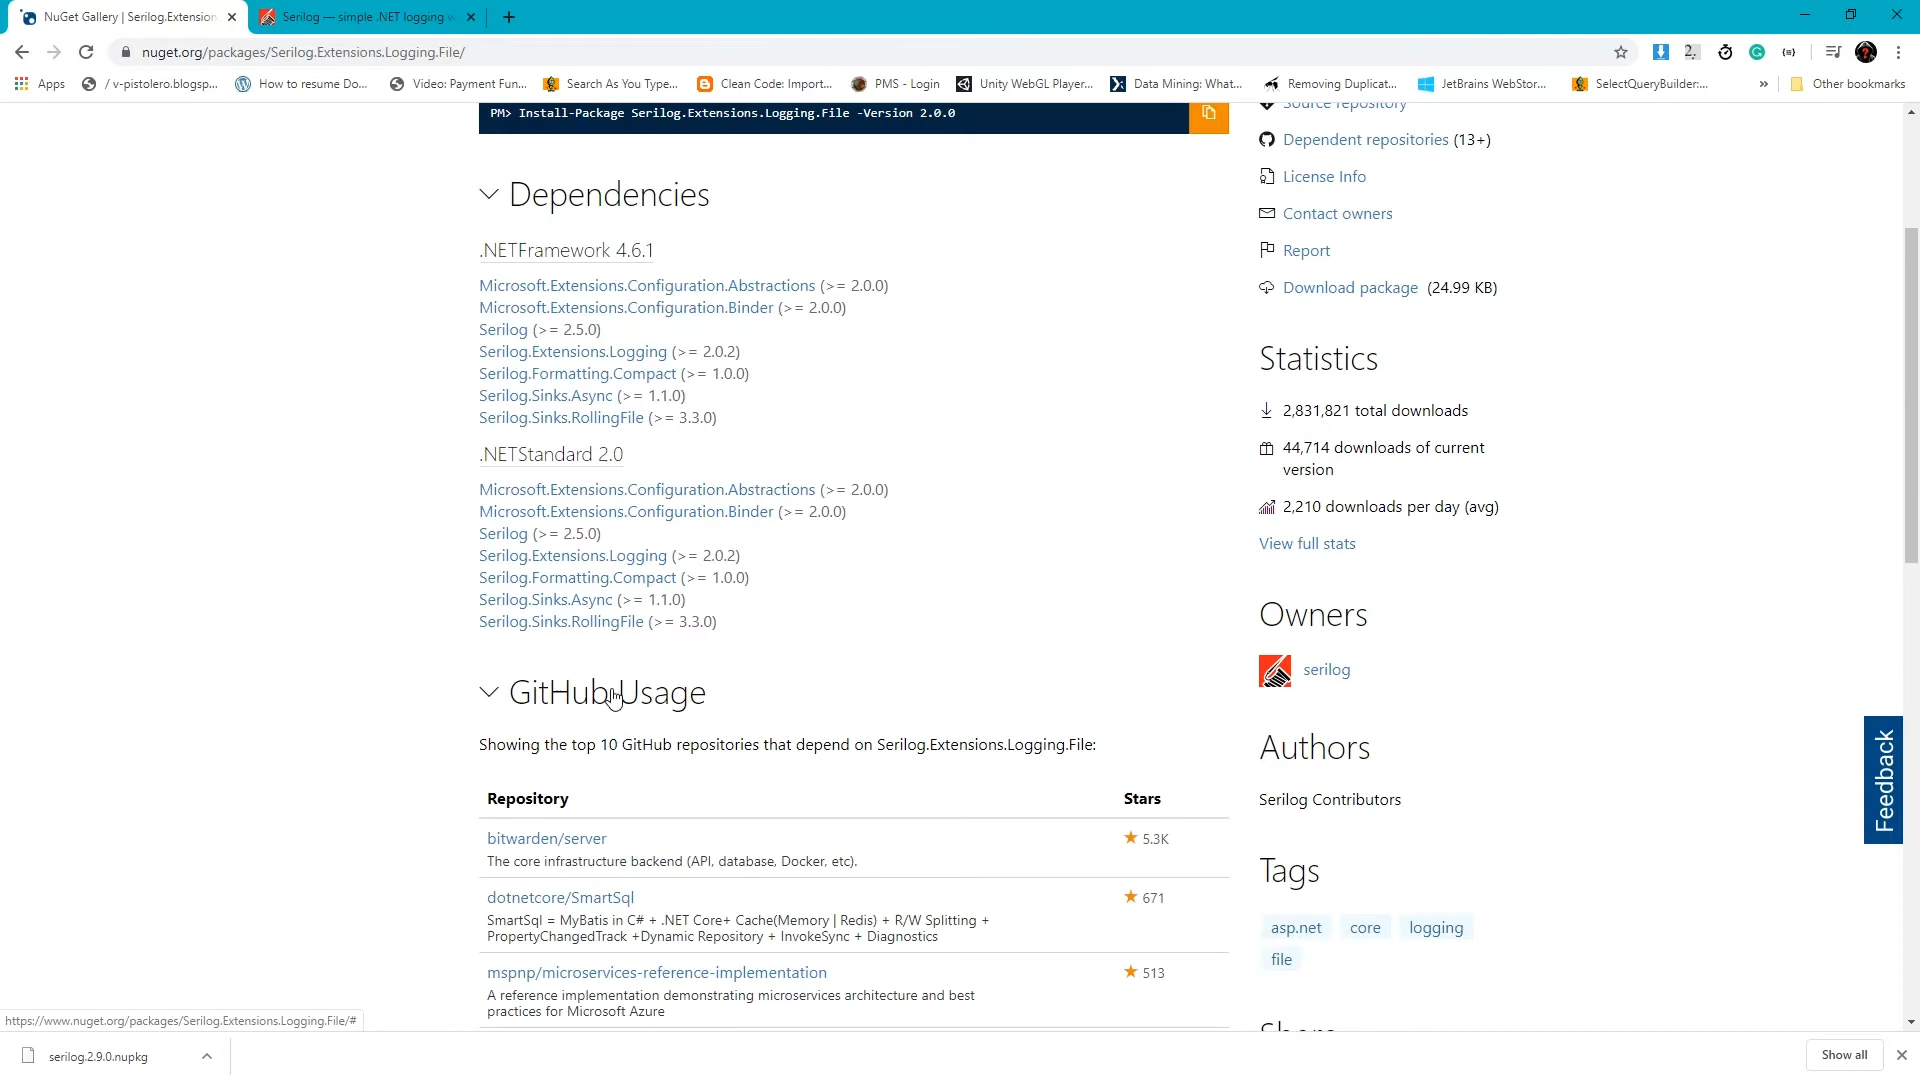 NuGet Gallery | Serilog.Extension
Serilog — simple .NET logging w
nuget.org/packages/Serilog.Extensions.Logging.File/
Apps
/ v-pistolero.blogsp...
How to resume Do...
Video: Payment Fun...
Search As You Type...
Clean Code: Import...
PMS - Login
Unity WebGL Player...
Data Mining: What...
Removing Duplicat...
JetBrains WebStor...
SelectQueryBuilder:...
»
Other bookmarks
PM> Install-Package Serilog.Extensions.Logging.File -Version 2.0.0
Dependencies
.NETFramework 4.6.1
Microsoft.Extensions.Configuration.Abstractions (>= 2.0.0)
Microsoft.Extensions.Configuration.Binder (>= 2.0.0)
Serilog (>= 2.5.0)
Serilog.Extensions.Logging (>= 2.0.2)
Serilog.Formatting.Compact (>= 1.0.0)
Serilog.Sinks.Async (>= 1.1.0)
Serilog.Sinks.RollingFile (>= 3.3.0)
.NETStandard 2.0
Microsoft.Extensions.Configuration.Abstractions (>= 2.0.0)
Microsoft.Extensions.Configuration.Binder (>= 2.0.0)
Serilog (>= 2.5.0)
Serilog.Extensions.Logging (>= 2.0.2)
Serilog.Formatting.Compact (>= 1.0.0)
Serilog.Sinks.Async (>= 1.1.0)
Serilog.Sinks.RollingFile (>= 3.3.0)
GitHub Usage
Showing the top 10 GitHub repositories that depend on Serilog.Extensions.Logging.File:
Repository Stars
bitwarden/server 5.3K
The core infrastructure backend (API, database, Docker, etc).
dotnetcore/SmartSql 671
SmartSql = MyBatis in C# + .NET Core+ Cache(Memory | Redis) + R/W Splitting +
PropertyChangedTrack +Dynamic Repository + InvokeSync + Diagnostics
mspnp/microservices-reference-implementation 513
A reference implementation demonstrating microservices architecture and best
practices for Microsoft Azure
Source repository
Dependent repositories (13+)
License Info
Contact owners
Report
Download package (24.99 KB)
Statistics
2,831,821 total downloads
44,714 downloads of current
version
2,210 downloads per day (avg)
View full stats
Owners
serilog
Authors
Serilog Contributors
Tags
asp.net core logging
file
Share
Feedback
https://www.nuget.org/packages/Serilog.Extensions.Logging.File/#
serilog.2.9.0.nupkg
Show all